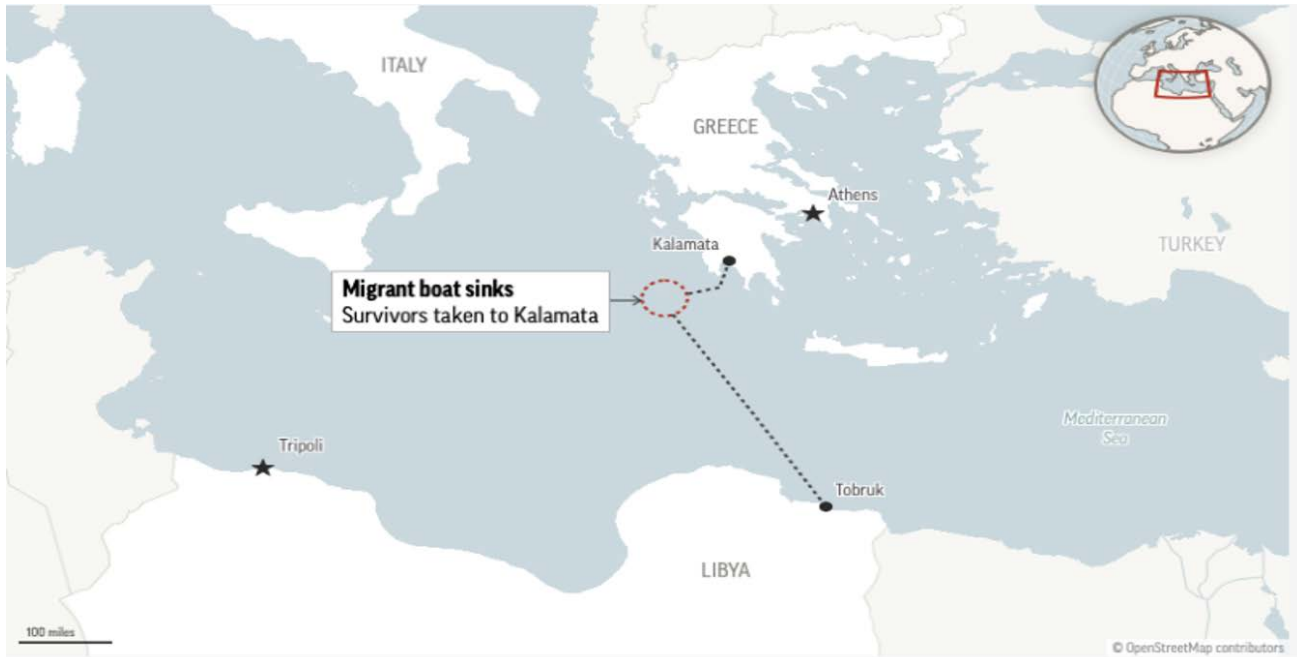 ITALY
GREECE
Athens
Kalamata
TURKEY
Migrant boat sinks
Survivors taken to Kalamata
Mediterranean
Sea
Tripoli
Tobruk
LIBYA
100 miles
© OpenStreetMap contributors